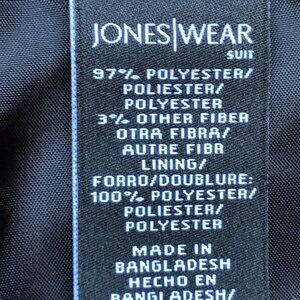 JONES|WEAR
SUIT
97% POLYESTER/
POLIESTER/
POLYESTER
3% OTHER FIBER
OTRA FIBRA/
AUTRE FIBR
LINING/
FORRO/DOUBLURE:
100% POLYESTER/
POLIESTER/
POLYESTER
MADE IN
BANGLADESH
HECHO EN
BANGLADESH/